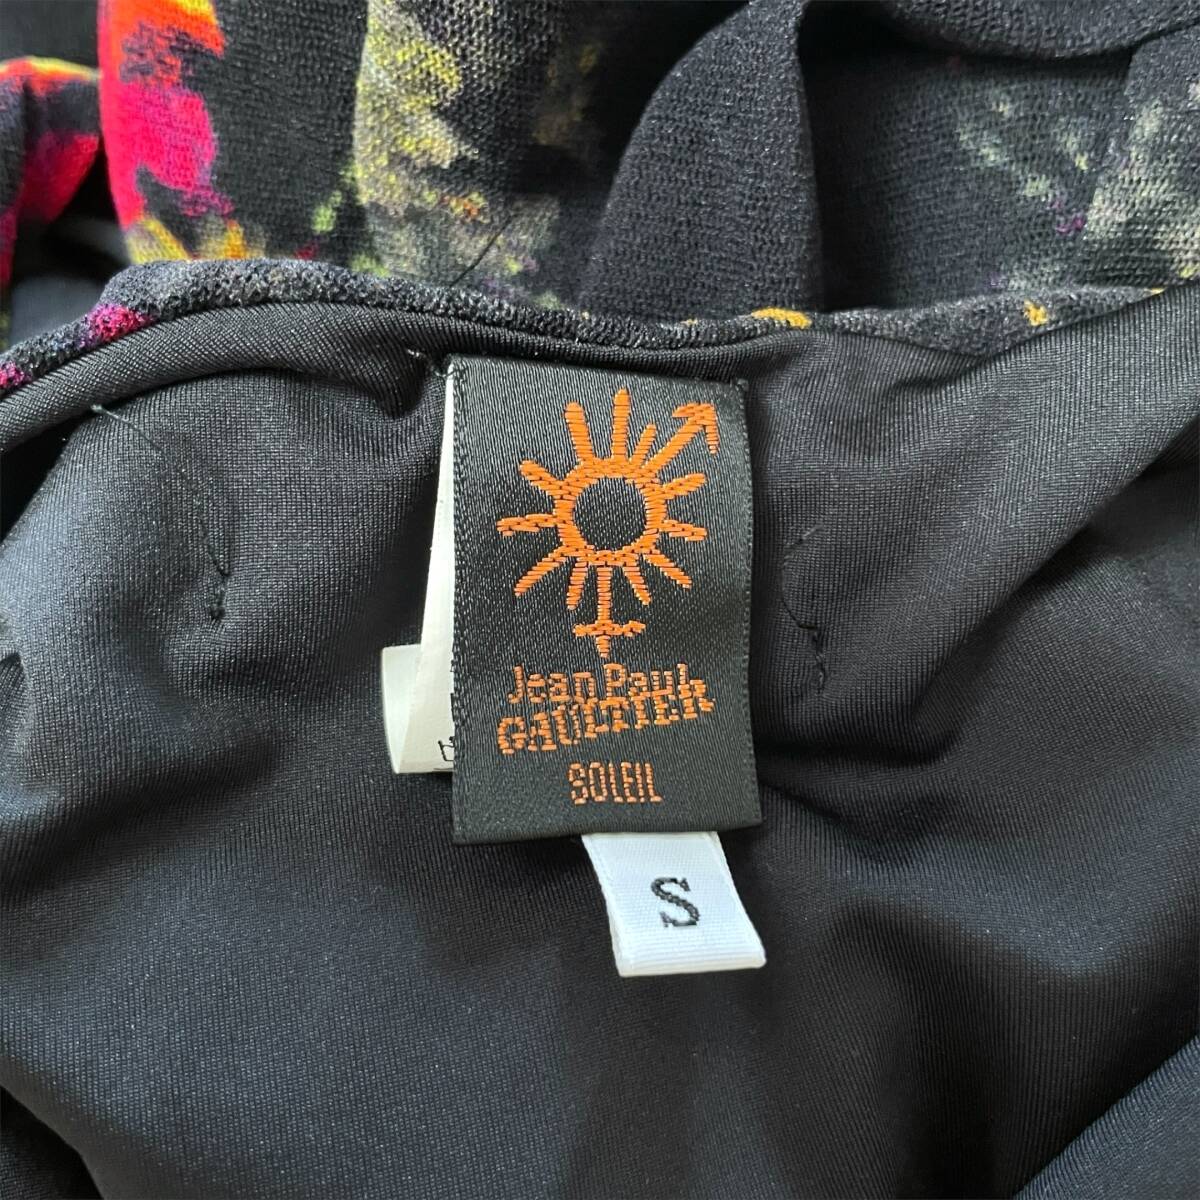 Jean Paul
GAULTIER
SOLEIL
S